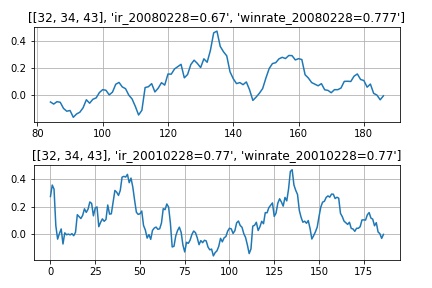 [[32, 34, 43], 'ir_20080228=0.67', 'winrate_20080228=0.777']
0.4
0.2
0.0
80 100 120 140 160 180
[[32, 34, 43], 'ir_20010228=0.77', 'winrate_20010228=0.77']
0.4
0.2
0.0
0 25 50 75 100 125 150 175